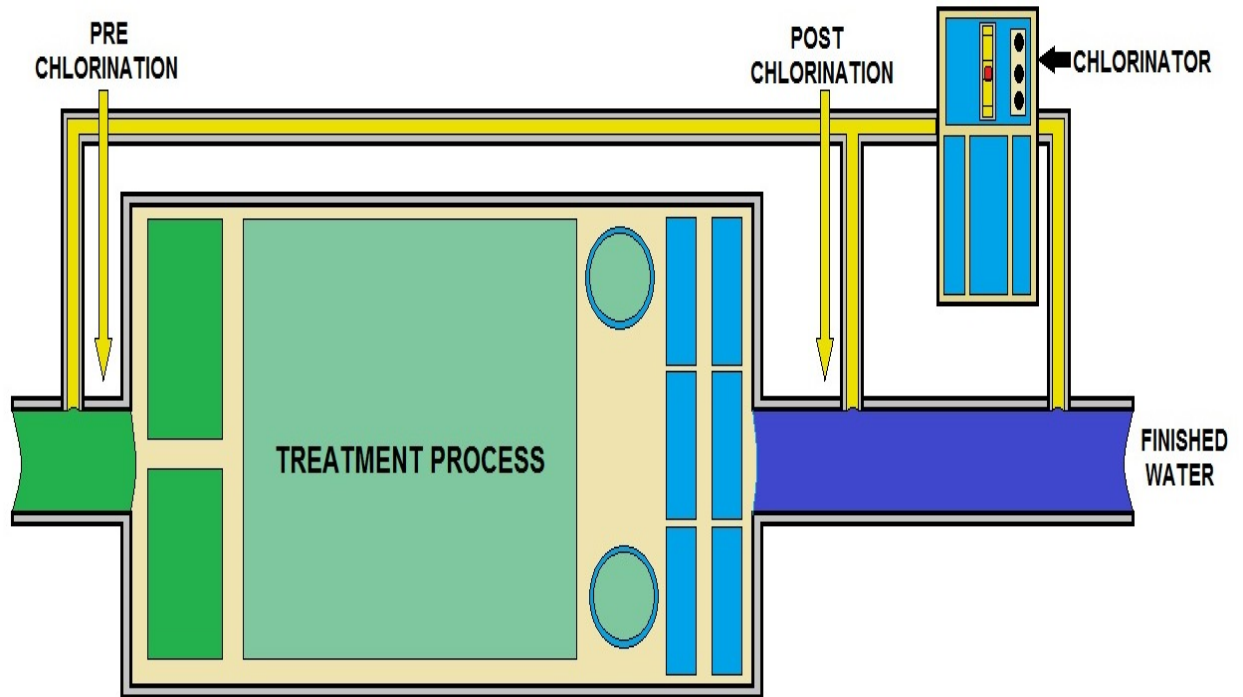 PRE
CHLORINATION
POST
CHLORINATION
CHLORINATOR
TREATMENT PROCESS
FINISHED
WATER